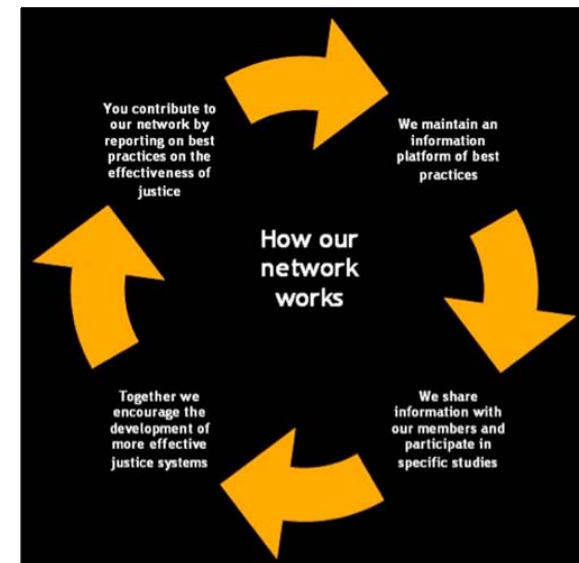 You contribute to
our network by
reporting on best
practices on the
effectiveness of
justice
We maintain an
information
platform of best
practices
How our
network
works
We share
information with
our members and
participate in
specific studies
Together we
encourage the
development of
more effective
justice systems